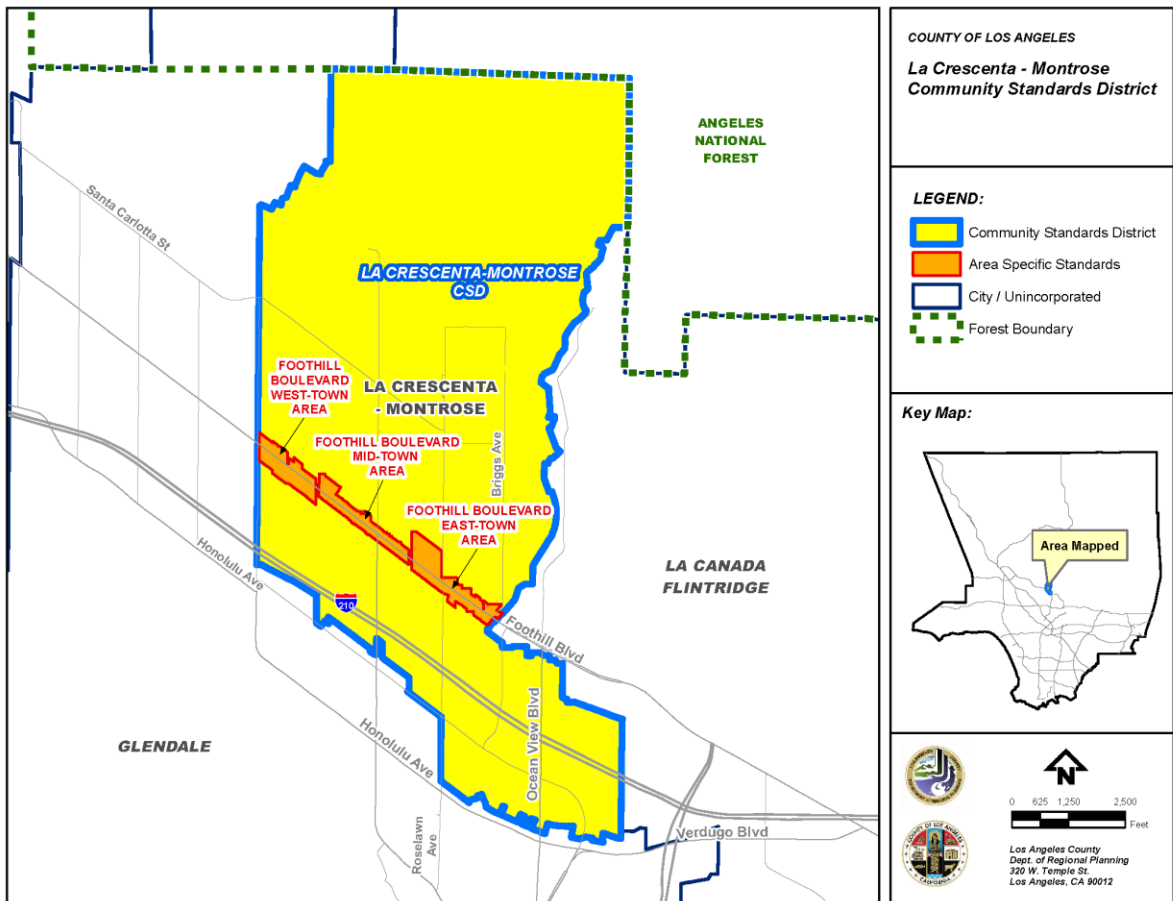 COUNTY OF LOS ANGELES
La Crescenta - Montrose
Community Standards District
ANGELES
NATIONAL
FOREST
Santa Carlotta St
LA CRESCENTA-MONTROSE
CSD
FOOTHILL
BOULEVARD
WEST-TOWN
AREA
LA CRESCENTA
- MONTROSE
FOOTHILL BOULEVARD
MID-TOWN
AREA
Briggs Ave
FOOTHILL BOULEVARD
EAST-TOWN
AREA
LA CANADA
FLINTRIDGE
Honolulu Ave
210
Foothill Blvd
GLENDALE
Honolulu Ave
Ocean View Blvd
Roselawn
Ave
Verdugo Blvd
LEGEND:
Community Standards District
Area Specific Standards
City / Unincorporated
Forest Boundary
Key Map:
Area Mapped
N
0 625 1,250 2,500
Feet
Los Angeles County
Dept. of Regional Planning
320 W. Temple St.
Los Angeles, CA 90012